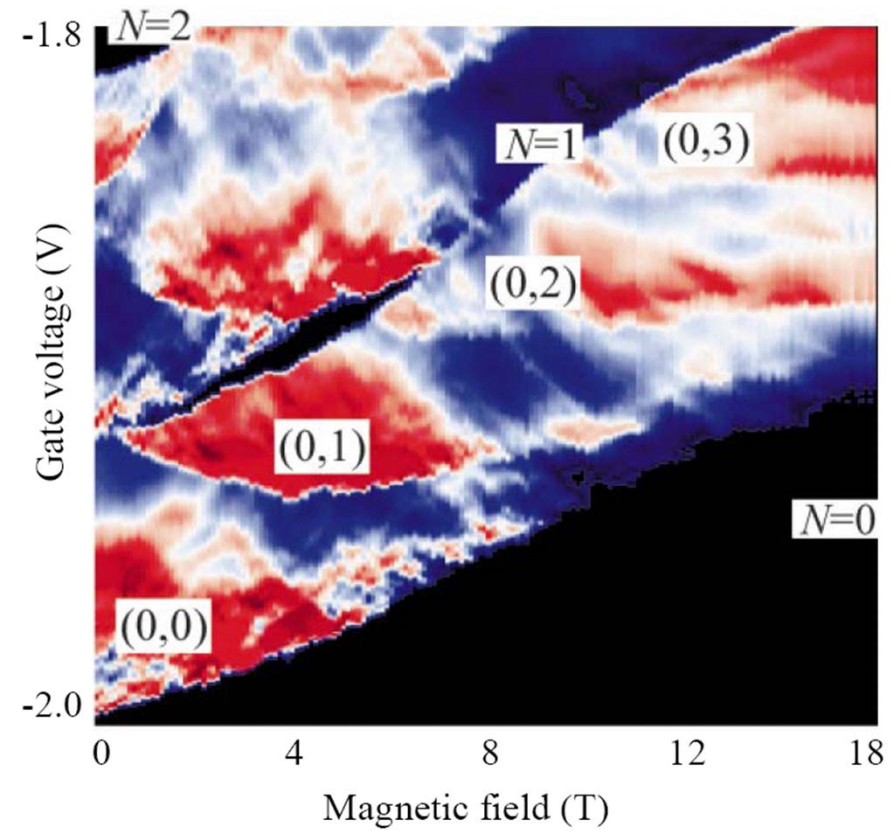 -1.8
N=2
N=1
(0,3)
(0,2)
Gate voltage (V)
(0,1)
N=0
(0,0)
-2.0
0 4 8 12 18
Magnetic field (T)